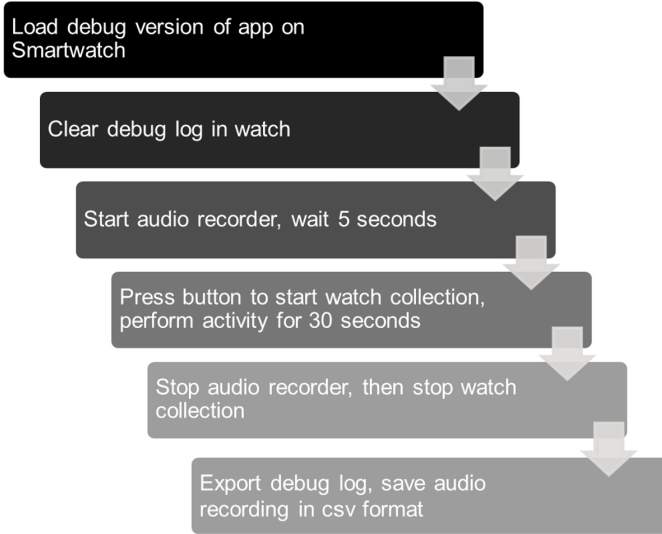 Load debug version of app on
Smartwatch
Clear debug log in watch
Start audio recorder, wait 5 seconds
Press button to start watch collection,
perform activity for 30 seconds
Stop audio recorder, then stop watch
collection
Export debug log, save audio
recording in csv format